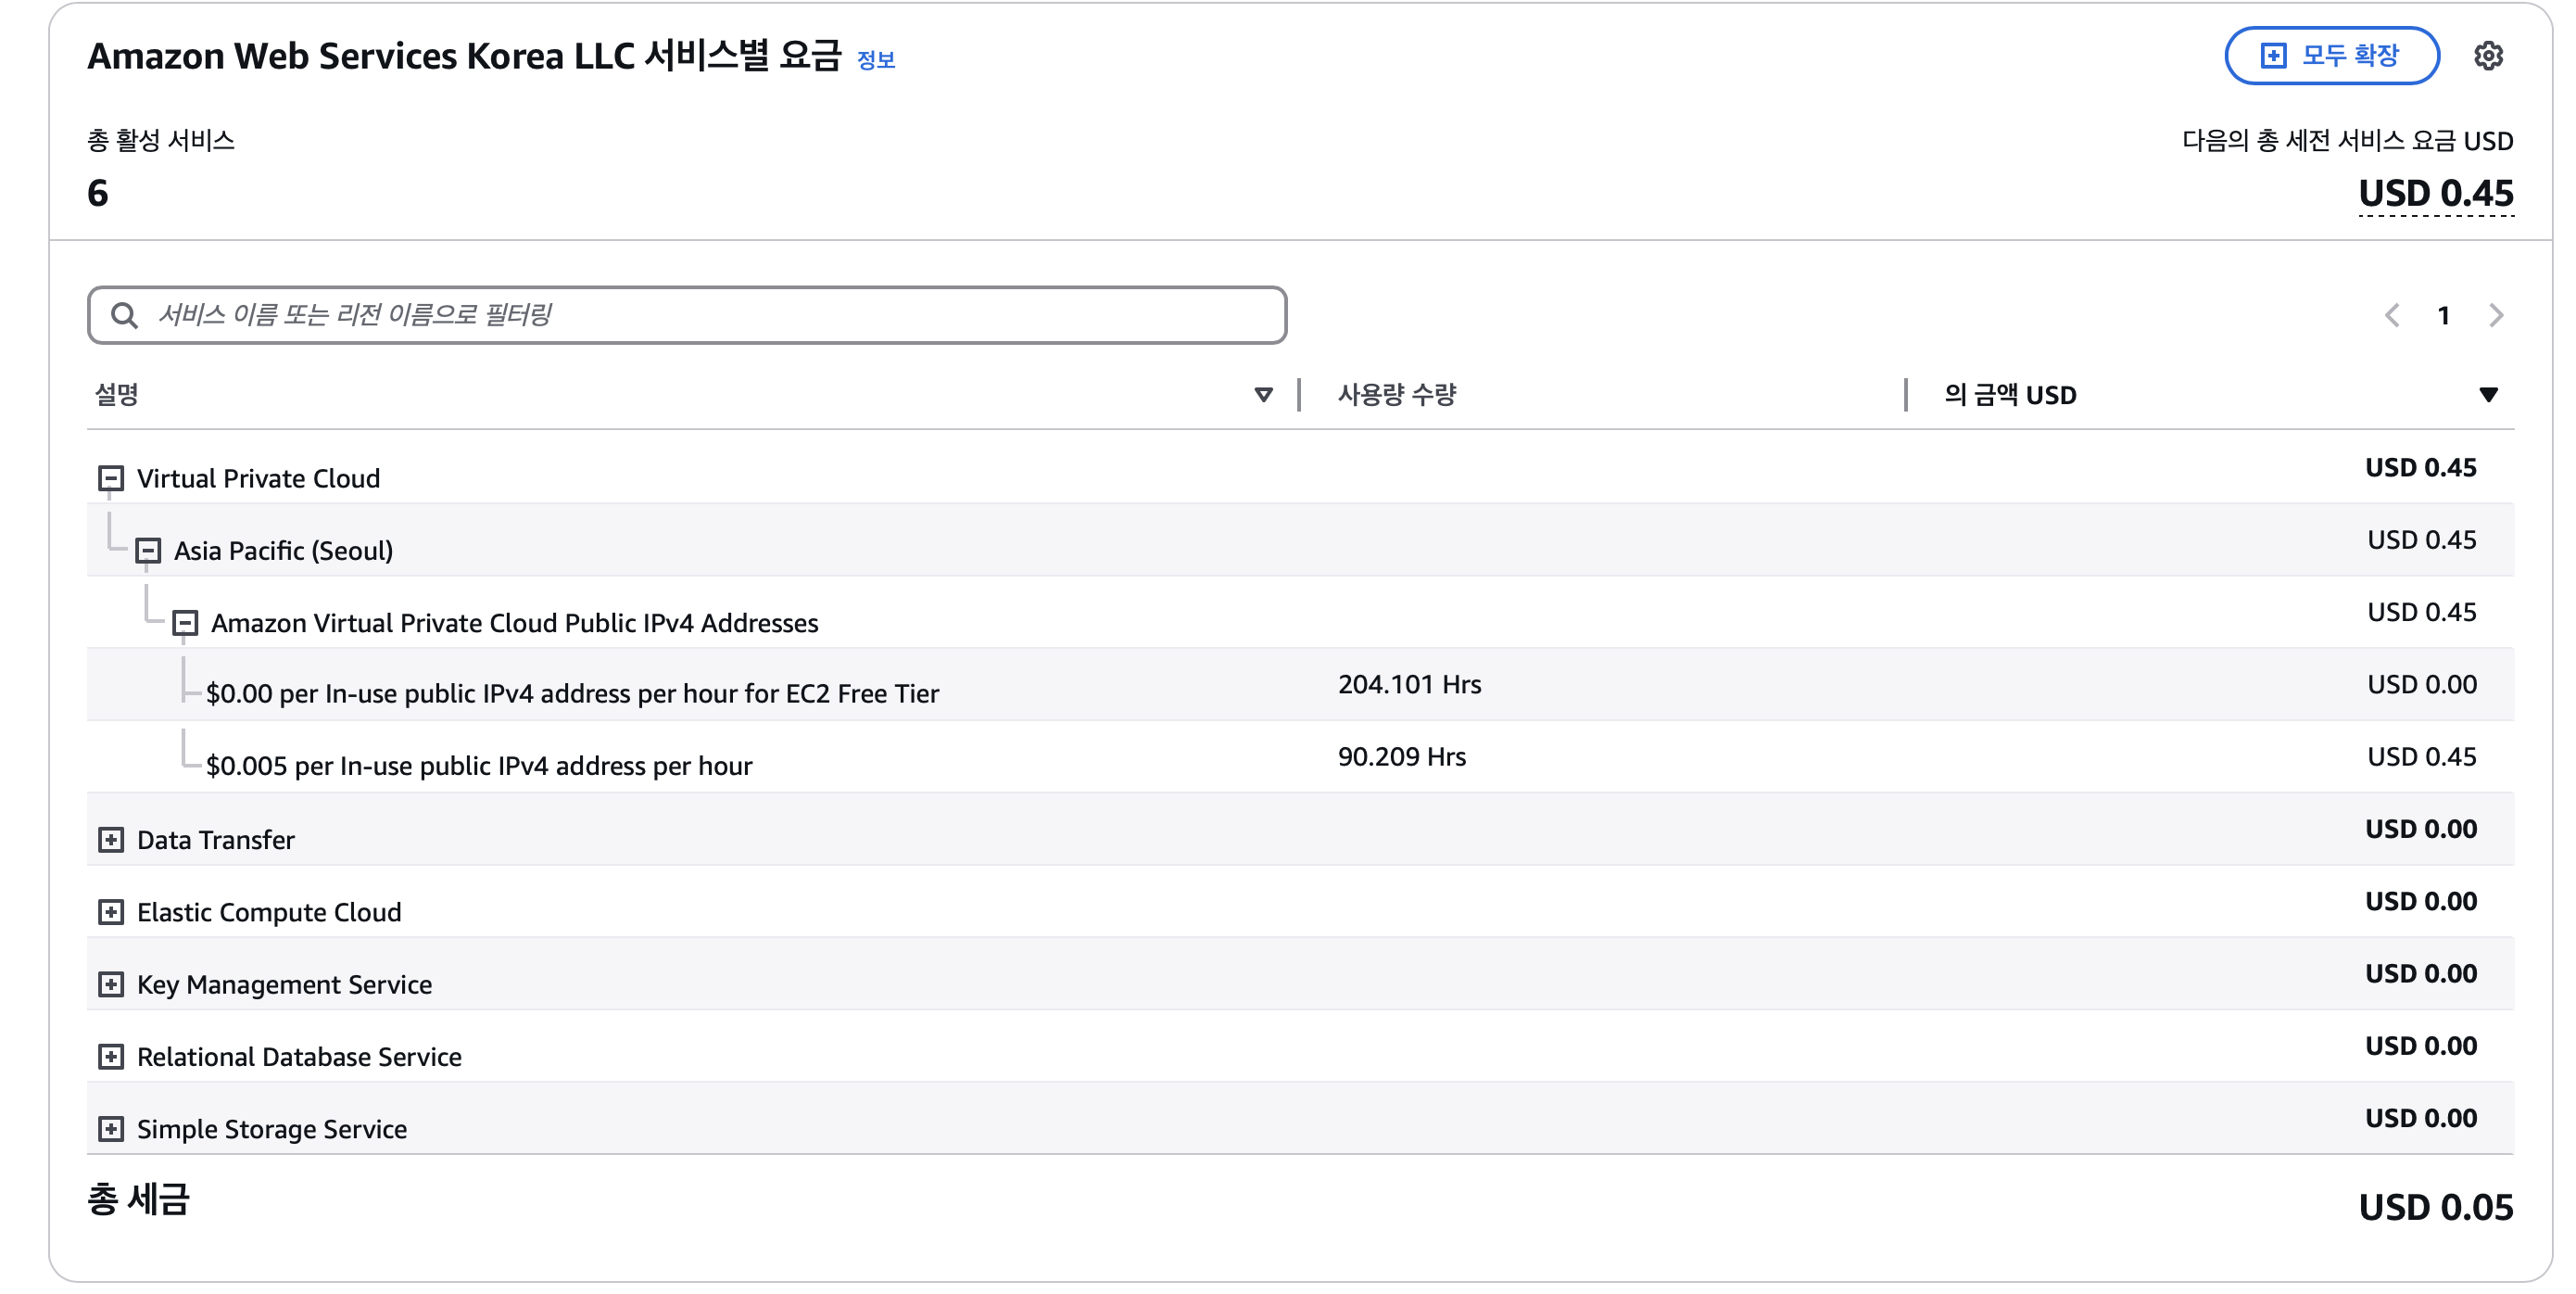 Amazon Web Services Korea LLC 서비스별 요금 정보
모두 확장
총 활성 서비스
6
다음의 총 세전 서비스 요금 USD
USD 0.45
서비스 이름 또는 리전 이름으로 필터링
1
설명 사용량 수량 의 금액 USD
Virtual Private Cloud USD 0.45
Asia Pacific (Seoul) USD 0.45
Amazon Virtual Private Cloud Public IPv4 Addresses USD 0.45
$0.00 per In-use public IPv4 address per hour for EC2 Free Tier 204.101 Hrs USD 0.00
$0.005 per In-use public IPv4 address per hour 90.209 Hrs USD 0.45
Data Transfer USD 0.00
Elastic Compute Cloud USD 0.00
Key Management Service USD 0.00
Relational Database Service USD 0.00
Simple Storage Service USD 0.00
총 세금 USD 0.05